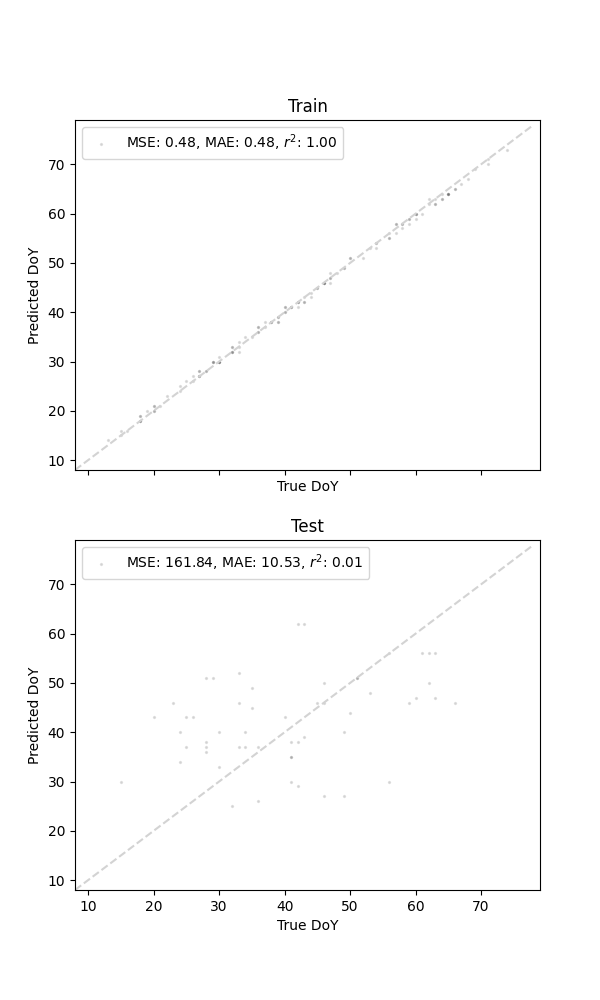 Train
MSE: 0.48, MAE: 0.48, r²: 1.00
70
60
50
40
30
20
10
Predicted DoY
True DoY
Test
MSE: 161.84, MAE: 10.53, r²: 0.01
70
60
50
40
30
20
10
Predicted DoY
10 20 30 40 50 60 70
True DoY